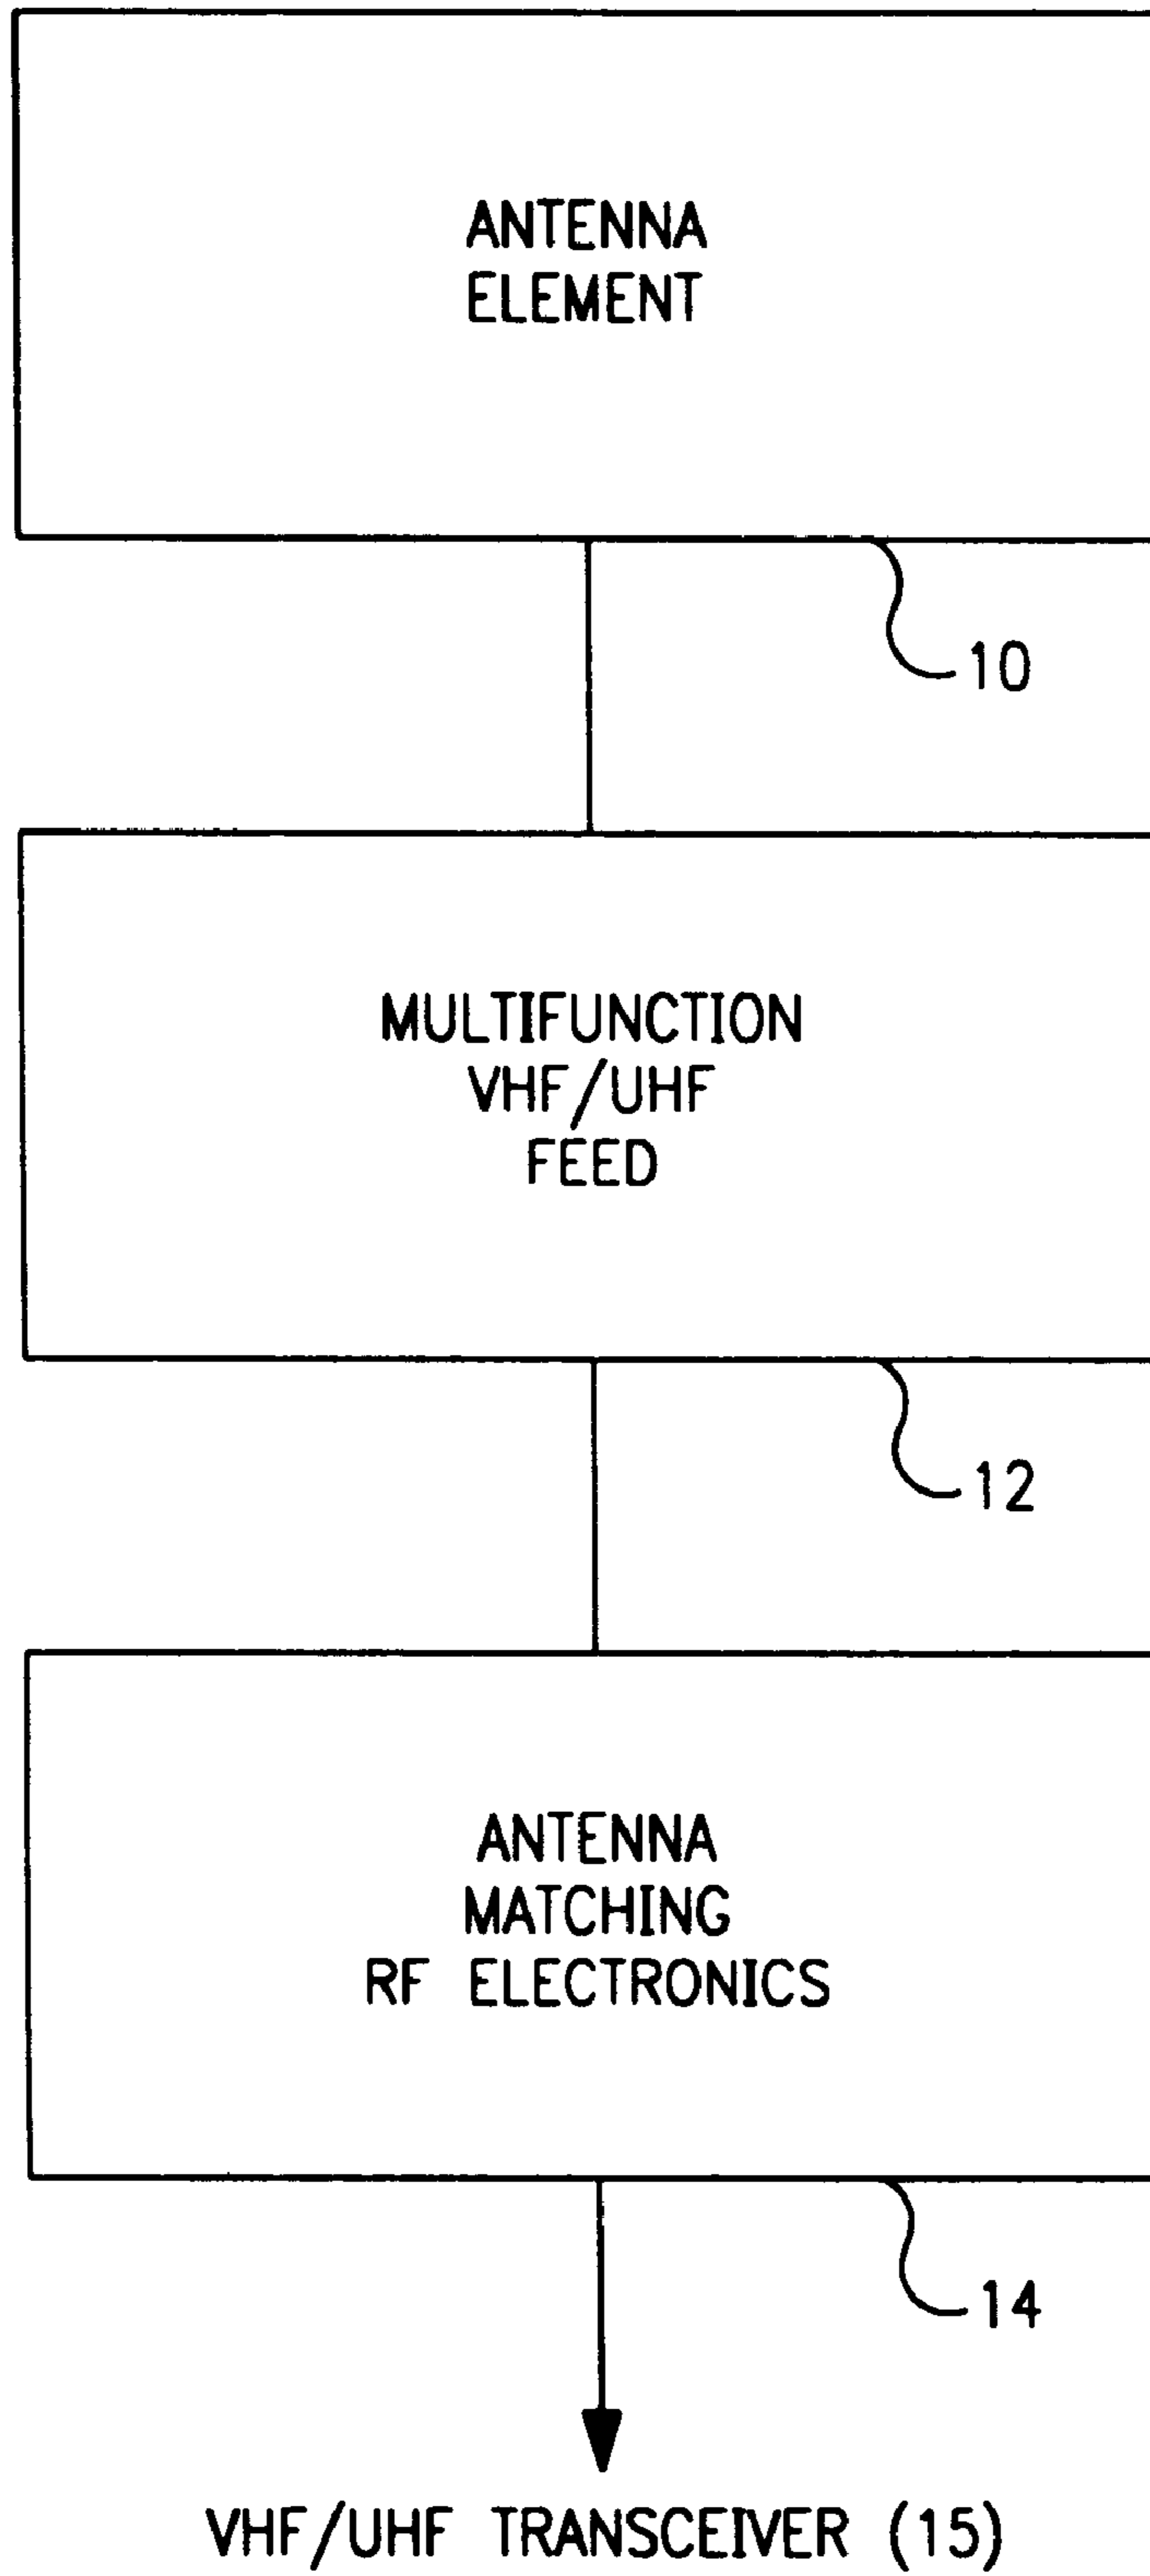 ANTENNA
ELEMENT
10
MULTIFUNCTION
VHF/UHF
FEED
12
ANTENNA
MATCHING
RF ELECTRONICS
14
VHF/UHF TRANSCEIVER (15)